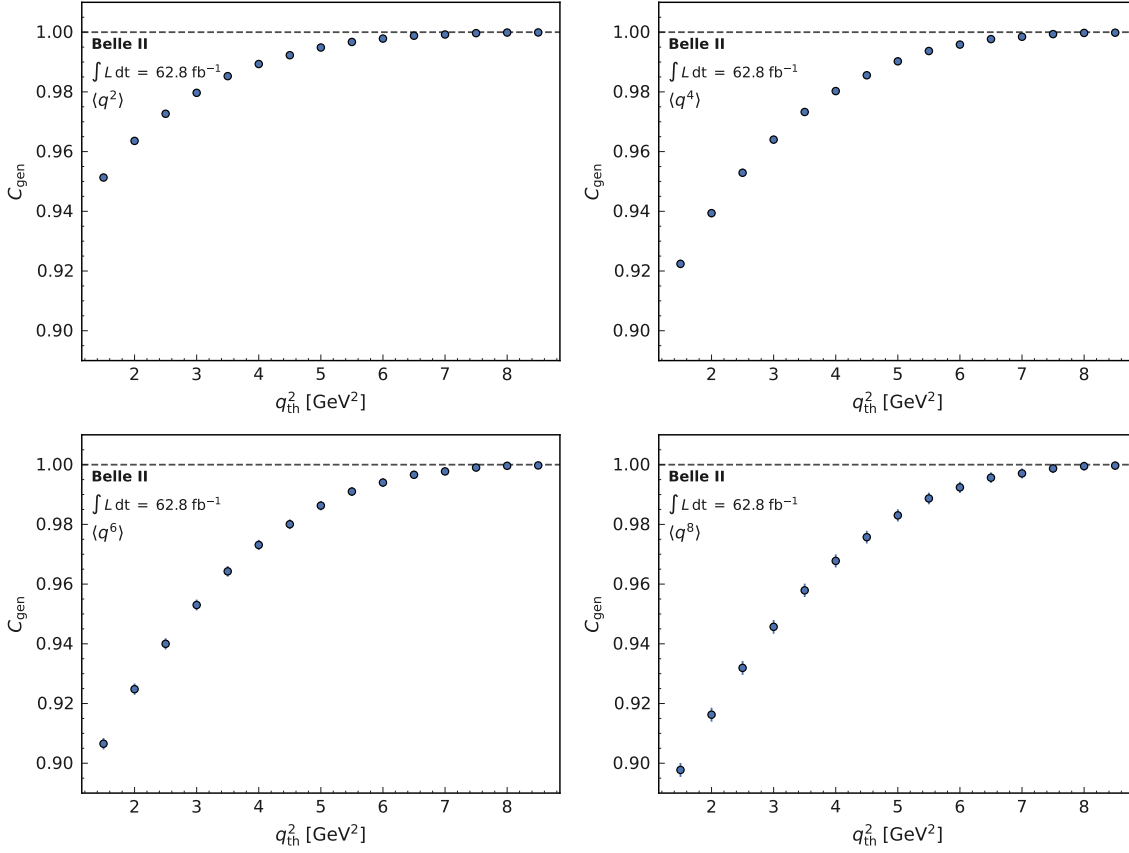 1.00
0.98
0.96
0.94
0.92
0.90
C_gen
Belle II
∫ L dt = 62.8 fb⁻¹
⟨q²⟩
2 3 4 5 6 7 8
q²_th [GeV²]
1.00
0.98
0.96
0.94
0.92
0.90
C_gen
Belle II
∫ L dt = 62.8 fb⁻¹
⟨q⁴⟩
2 3 4 5 6 7 8
q²_th [GeV²]
1.00
0.98
0.96
0.94
0.92
0.90
C_gen
Belle II
∫ L dt = 62.8 fb⁻¹
⟨q⁶⟩
2 3 4 5 6 7 8
q²_th [GeV²]
1.00
0.98
0.96
0.94
0.92
0.90
C_gen
Belle II
∫ L dt = 62.8 fb⁻¹
⟨q⁸⟩
2 3 4 5 6 7 8
q²_th [GeV²]